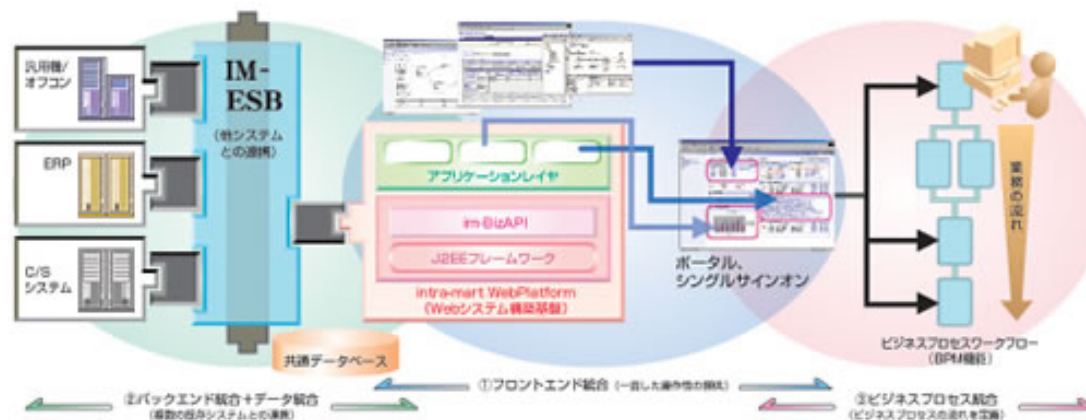 汎用機/
オフコン
ERP
C/S
システム
IM-
ESB
(他システム
との連携)
アプリケーションレイヤ
im-BizAPI
J2EEフレームワーク
intra-mart WebPlatform
(Webシステム構築基盤)
共通データベース
ポータル、
シングルサインオン
業務の流れ
ビジネスプロセスワークフロー
(BPM機能)
①フロントエンド統合(一貫した操作性の提供)
②バックエンド統合+データ統合
(複数の既存システムとの連携)
③ビジネスプロセス統合
(ビジネスプロセスの流れを定義)